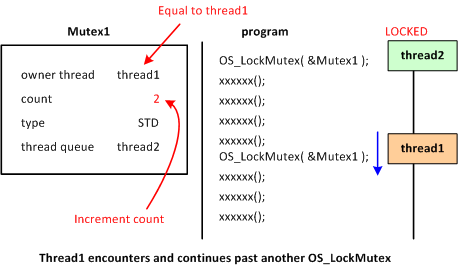 Equal to thread1
Mutex1
owner thread thread1
count 2
type STD
thread queue thread2
Increment count
program
OS_LockMutex( &Mutex1 );
xxxxxx();
xxxxxx();
xxxxxx();
xxxxxx();
OS_LockMutex( &Mutex1 );
xxxxxx();
xxxxxx();
xxxxxx();
LOCKED
thread2
thread1
Thread1 encounters and continues past another OS_LockMutex